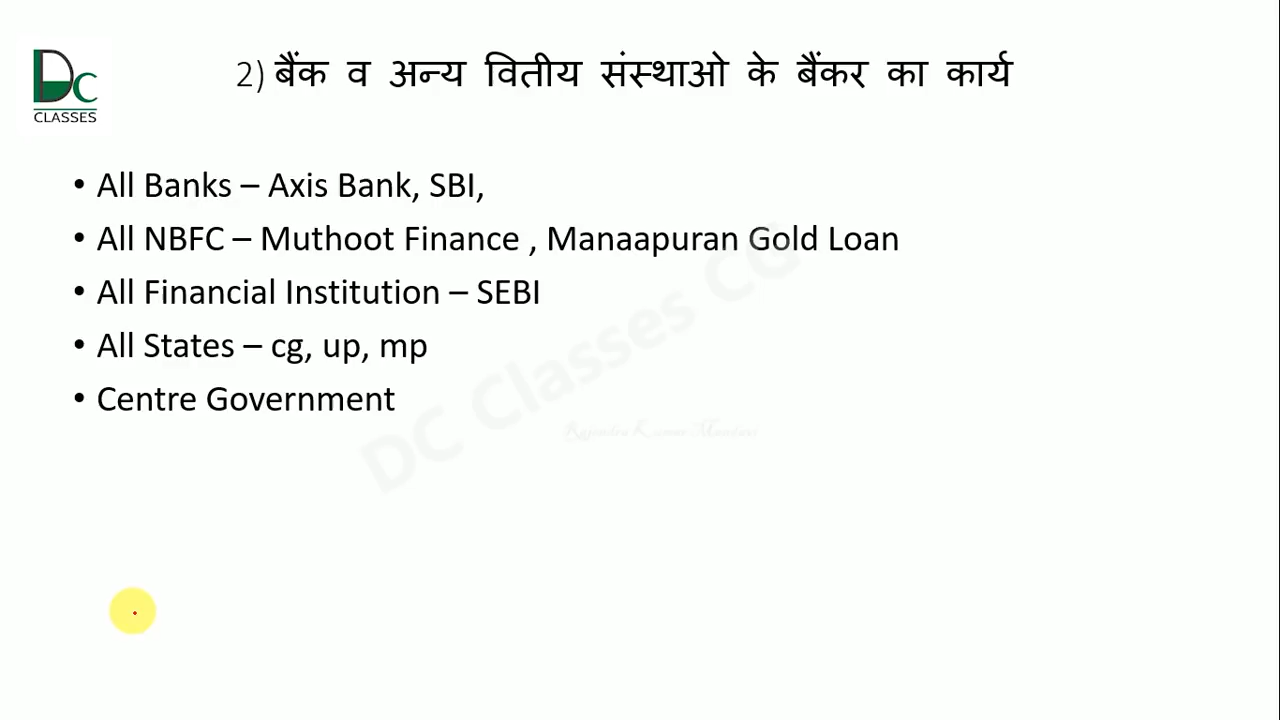 DC
CLASSES
2) बैंक व अन्य वितीय संस्थाओ के बैंकर का कार्य
• All Banks – Axis Bank, SBI,
• All NBFC – Muthoot Finance , Manaapuran Gold Loan
• All Financial Institution – SEBI
• All States – cg, up, mp
• Centre Government
DC Classes CG